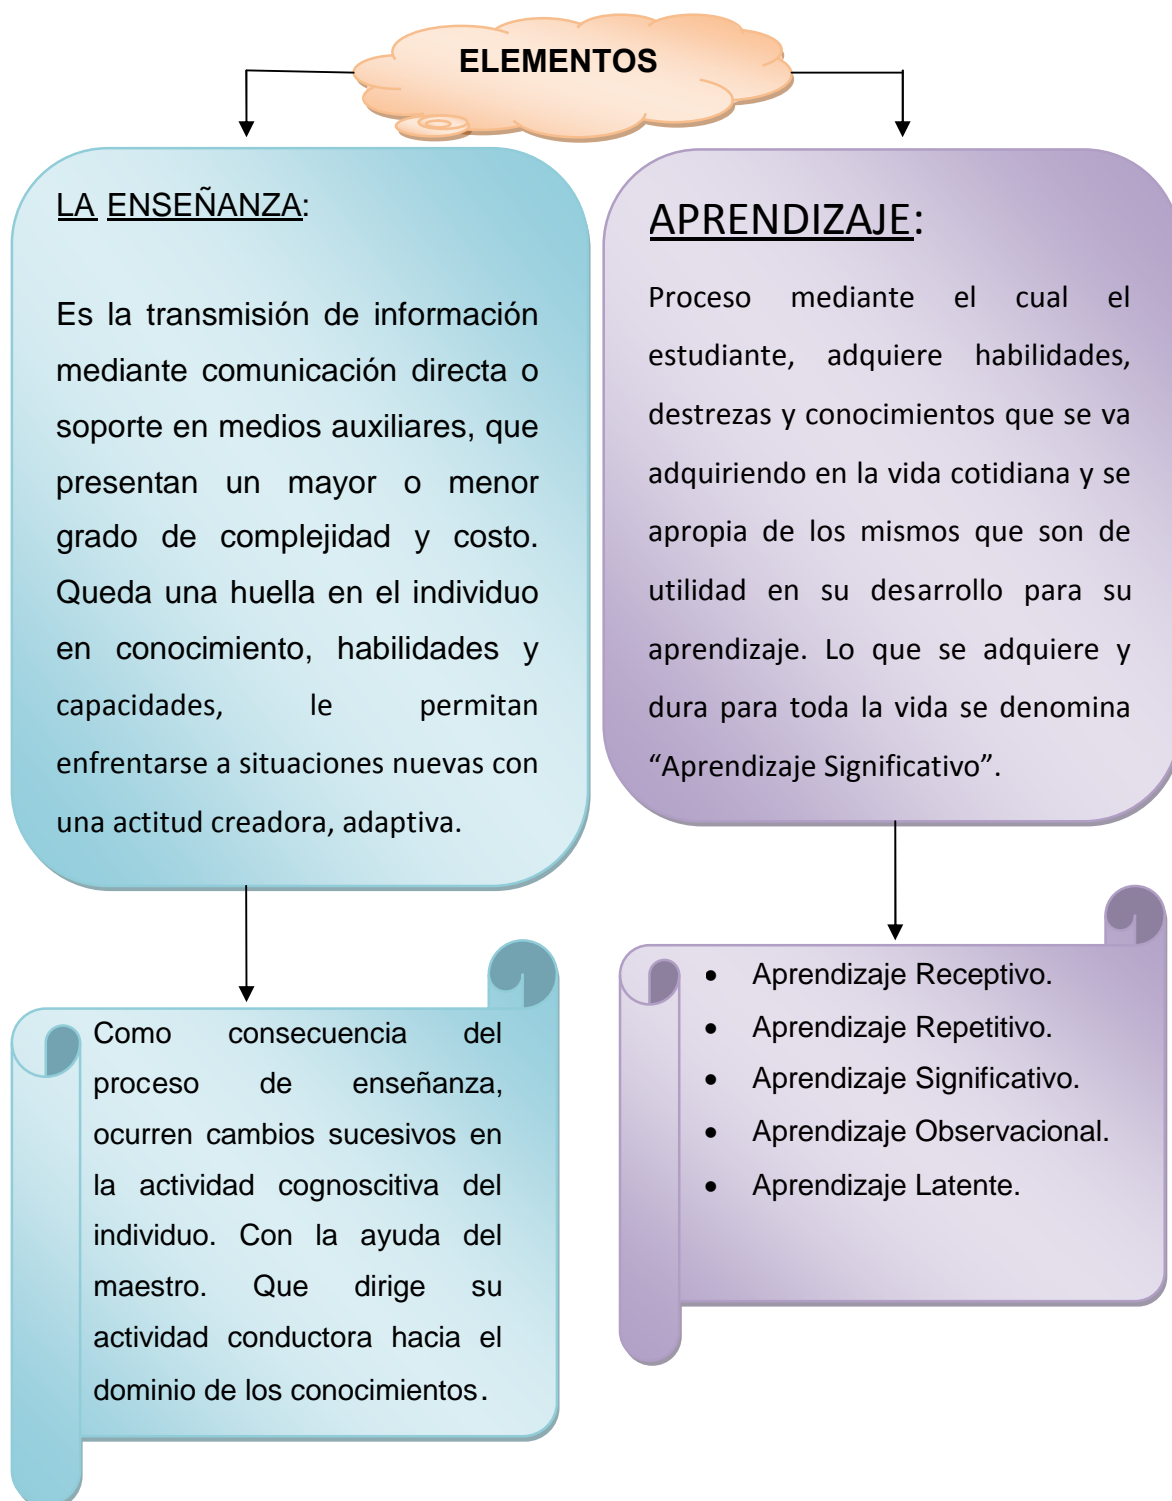 ELEMENTOS
LA ENSEÑANZA:
Es la transmisión de información
mediante comunicación directa o
soporte en medios auxiliares, que
presentan un mayor o menor
grado de complejidad y costo.
Queda una huella en el individuo
en conocimiento, habilidades y
capacidades, le permitan
enfrentarse a situaciones nuevas con
una actitud creadora, adaptiva.
APRENDIZAJE:
Proceso mediante el cual el
estudiante, adquiere habilidades,
destrezas y conocimientos que se va
adquiriendo en la vida cotidiana y se
apropia de los mismos que son de
utilidad en su desarrollo para su
aprendizaje. Lo que se adquiere y
dura para toda la vida se denomina
“Aprendizaje Significativo”.
Como consecuencia del
proceso de enseñanza,
ocurren cambios sucesivos en
la actividad cognoscitiva del
individuo. Con la ayuda del
maestro. Que dirige su
actividad conductora hacia el
dominio de los conocimientos.
• Aprendizaje Receptivo.
• Aprendizaje Repetitivo.
• Aprendizaje Significativo.
• Aprendizaje Observacional.
• Aprendizaje Latente.